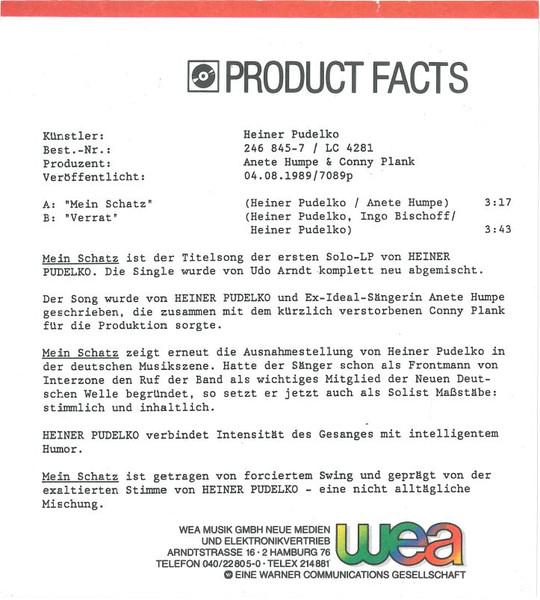 PRODUCT FACTS
Künstler: Heiner Pudelko
Best.-Nr.: 246 845-7 / LC 4281
Produzent: Anete Humpe & Conny Plank
Veröffentlicht: 04.08.1989/7089p
A: "Mein Schatz" (Heiner Pudelko / Anete Humpe) 3:17
B: "Verrat" (Heiner Pudelko, Ingo Bischoff/
Heiner Pudelko) 3:43
Mein Schatz ist der Titelsong der ersten Solo-LP von HEINER
PUDELKO. Die Single wurde von Udo Arndt komplett neu abgemischt.
Der Song wurde von HEINER PUDELKO und Ex-Ideal-Sängerin Anete Humpe
geschrieben, die zusammen mit dem kürzlich verstorbenen Conny Plank
für die Produktion sorgte.
Mein Schatz zeigt erneut die Ausnahmestellung von Heiner Pudelko in
der deutschen Musikszene. Hatte der Sänger schon als Frontmann von
Interzone den Ruf der Band als wichtiges Mitglied der Neuen Deut-
schen Welle begründet, so setzt er jetzt auch als Solist Maßstäbe:
stimmlich und inhaltlich.
HEINER PUDELKO verbindet Intensität des Gesanges mit intelligentem
Humor.
Mein Schatz ist getragen von forciertem Swing und geprägt von der
exaltierten Stimme von HEINER PUDELKO - eine nicht alltägliche
Mischung.
WEA MUSIK GMBH NEUE MEDIEN
UND ELEKTRONIKVERTRIEB
ARNDTSTRASSE 16 · 2 HAMBURG 76
TELEFON 040/22 80 5-0 · TELEX 214 881
wea
EINE WARNER COMMUNICATIONS GESELLSCHAFT